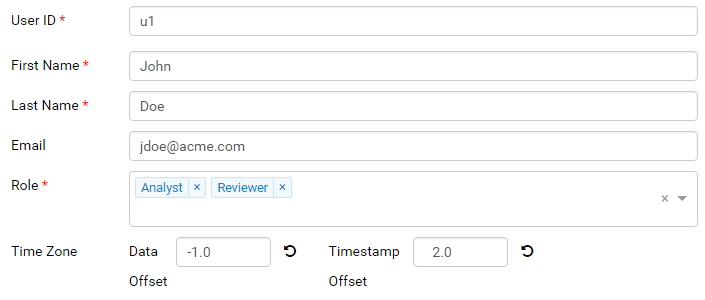 User ID * u1
First Name * John
Last Name * Doe
Email jdoe@acme.com
Role * Analyst × Reviewer × ×
Time Zone Data -1.0 Timestamp 2.0
Offset Offset